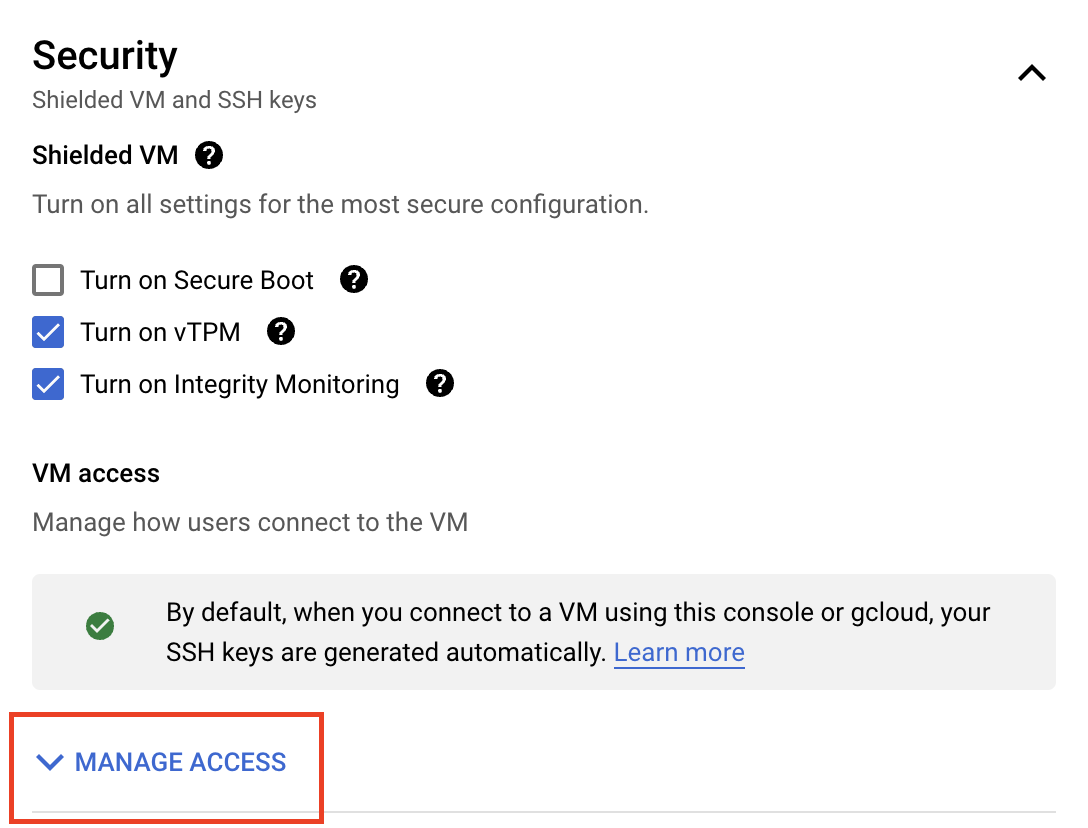 Security
Shielded VM and SSH keys
Shielded VM ?
Turn on all settings for the most secure configuration.
Turn on Secure Boot ?
Turn on vTPM ?
Turn on Integrity Monitoring ?
VM access
Manage how users connect to the VM
By default, when you connect to a VM using this console or gcloud, your
SSH keys are generated automatically. Learn more
MANAGE ACCESS